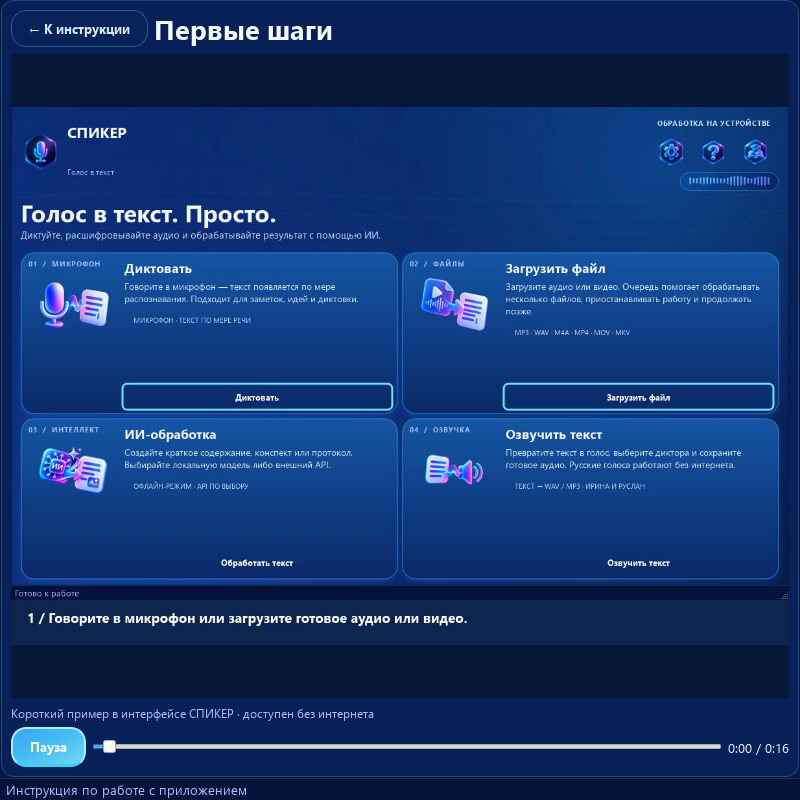 ← К инструкции
Первые шаги
СПИКЕР
Голос в текст
ОБРАБОТКА НА УСТРОЙСТВЕ
Голос в текст. Просто.
Диктуйте, расшифровывайте аудио и обрабатывайте результат с помощью ИИ.
01 / МИКРОФОН
Диктовать
Говорите в микрофон — текст появляется по мере
распознавания. Подходит для заметок, идей и диктовки.
МИКРОФОН · ТЕКСТ ПО МЕРЕ РЕЧИ
Диктовать
02 / ФАЙЛЫ
Загрузить файл
Загрузите аудио или видео. Очередь помогает обрабатывать
несколько файлов, приостанавливать работу и продолжать
позже.
MP3 · WAV · M4A · MP4 · MOV · MKV
Загрузить файл
03 / ИНТЕЛЛЕКТ
ИИ
ИИ-обработка
Создайте краткое содержание, конспект или протокол.
Выбирайте локальную модель либо внешний API.
ОФЛАЙН-РЕЖИМ · API ПО ВЫБОРУ
Обработать текст
04 / ОЗВУЧКА
Озвучить текст
Превратите текст в голос, выберите диктора и сохраните
готовое аудио. Русские голоса работают без интернета.
ТЕКСТ → WAV / MP3 · ИРИНА И РУСЛАН
Озвучить текст
Готово к работе
1 / Говорите в микрофон или загрузите готовое аудио или видео.
Короткий пример в интерфейсе СПИКЕР · доступен без интернета
Пауза
0:00 / 0:16
Инструкция по работе с приложением